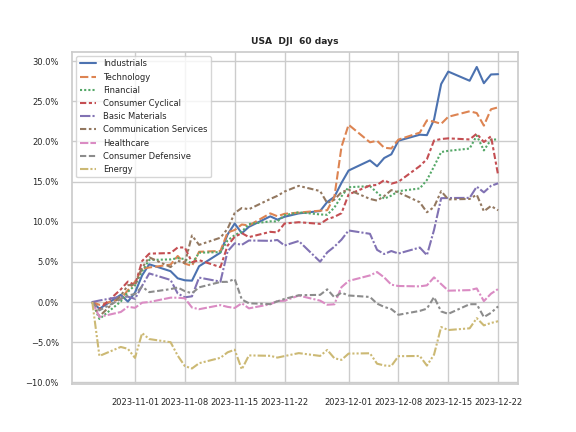 USA DJI 60 days
Industrials
Technology
Financial
Consumer Cyclical
Basic Materials
Communication Services
Healthcare
Consumer Defensive
Energy
30.0%
25.0%
20.0%
15.0%
10.0%
5.0%
0.0%
−5.0%
−10.0%
2023-11-01 2023-11-08 2023-11-15 2023-11-22 2023-12-01 2023-12-08 2023-12-15 2023-12-22